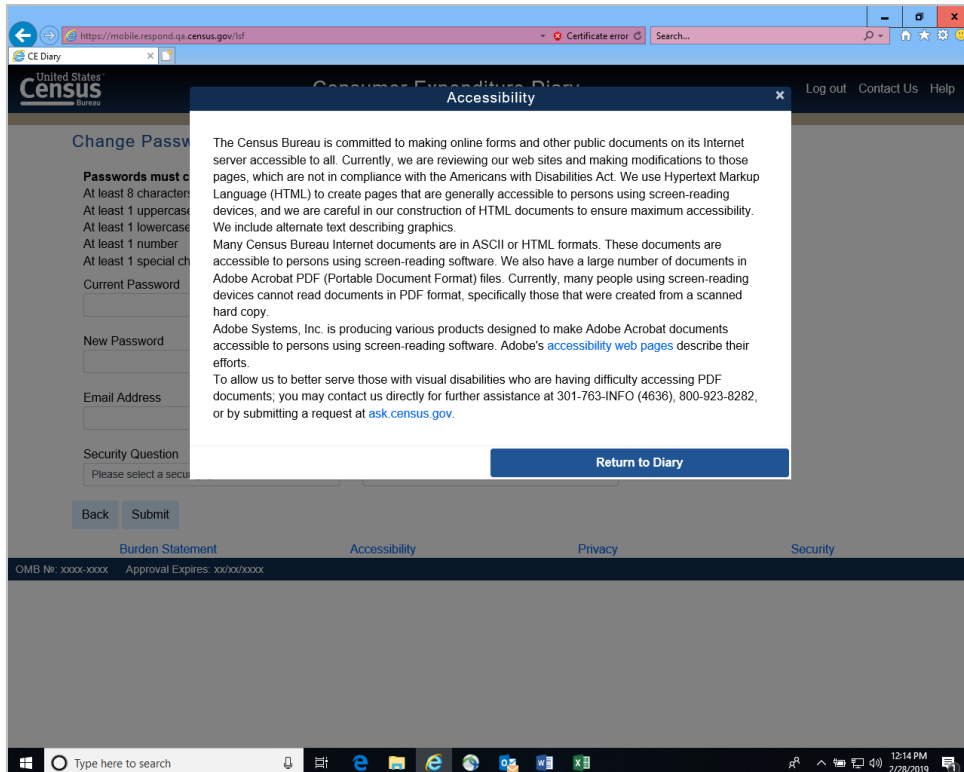 https://mobile.respond.qa.census.gov/lsf
Certificate error
Search...
CE Diary
United States
Census
Bureau
Consumer Expenditure Diary
Log out Contact Us Help
Accessibility
×
Change Passw
Passwords must c
At least 8 characters
At least 1 uppercase
At least 1 lowercase
At least 1 number
At least 1 special ch
Current Password
New Password
Email Address
Security Question
Please select a secu
The Census Bureau is committed to making online forms and other public documents on its Internet
server accessible to all. Currently, we are reviewing our web sites and making modifications to those
pages, which are not in compliance with the Americans with Disabilities Act. We use Hypertext Markup
Language (HTML) to create pages that are generally accessible to persons using screen-reading
devices, and we are careful in our construction of HTML documents to ensure maximum accessibility.
We include alternate text describing graphics.
Many Census Bureau Internet documents are in ASCII or HTML formats. These documents are
accessible to persons using screen-reading software. We also have a large number of documents in
Adobe Acrobat PDF (Portable Document Format) files. Currently, many people using screen-reading
devices cannot read documents in PDF format, specifically those that were created from a scanned
hard copy.
Adobe Systems, Inc. is producing various products designed to make Adobe Acrobat documents
accessible to persons using screen-reading software. Adobe's accessibility web pages describe their
efforts.
To allow us to better serve those with visual disabilities who are having difficulty accessing PDF
documents; you may contact us directly for further assistance at 301-763-INFO (4636), 800-923-8282,
or by submitting a request at ask.census.gov.
Return to Diary
Back Submit
Burden Statement Accessibility Privacy Security
OMB №: xxxx-xxxx Approval Expires: xx/xx/xxxx
Type here to search
12:14 PM
2/28/2019